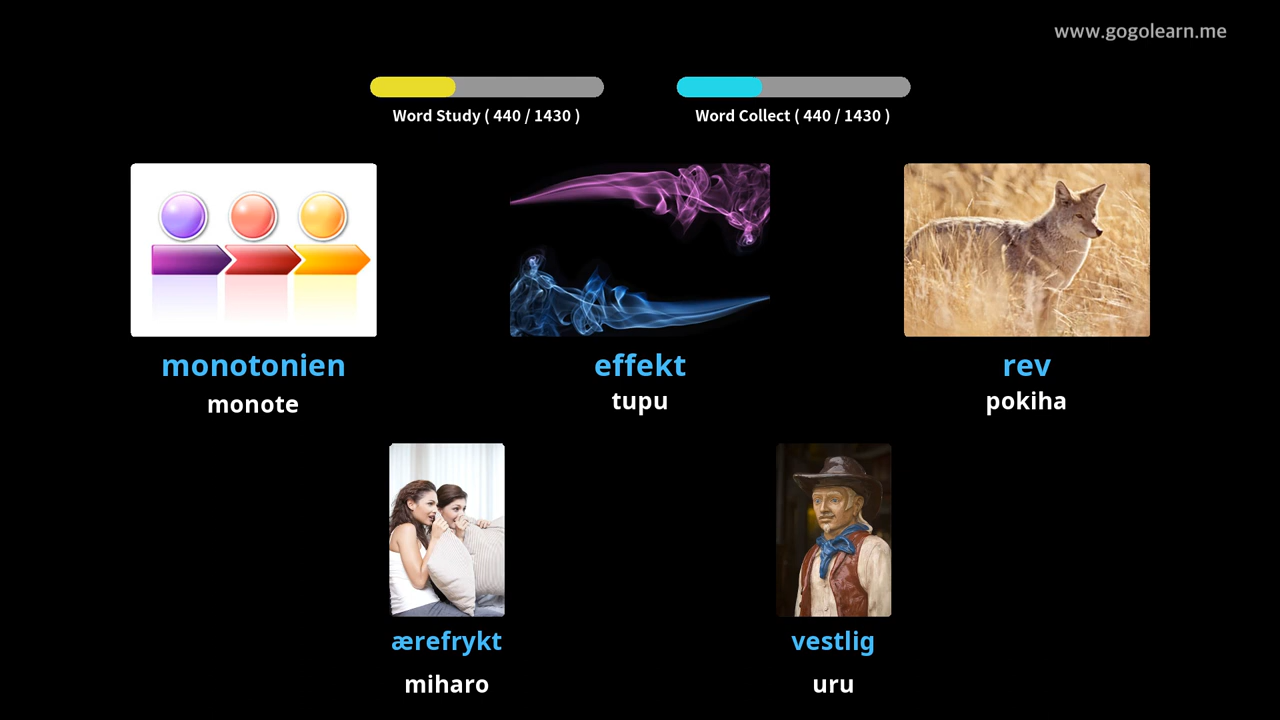 www.gogolearn.me
Word Study ( 440 / 1430 )
Word Collect ( 440 / 1430 )
monotonien
monote
effekt
tupu
rev
pokiha
ærefrykt
miharo
vestlig
uru